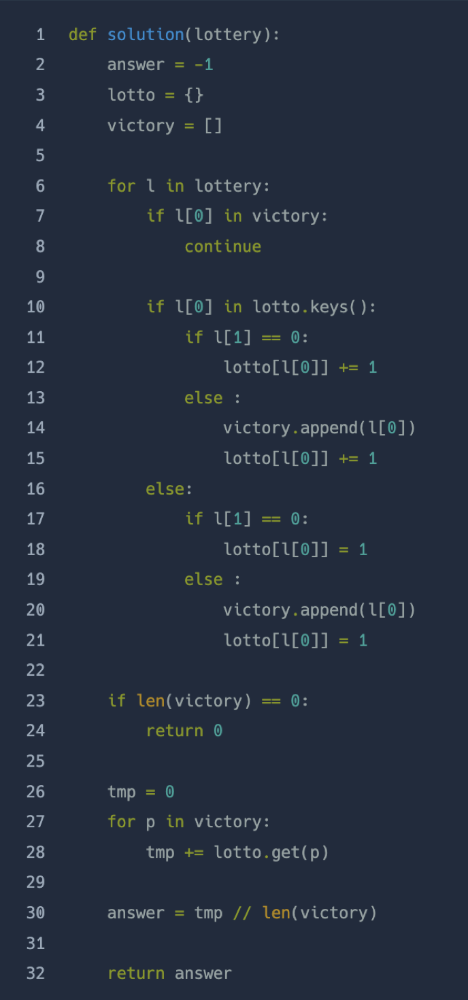 1 def solution(lottery):
2     answer = -1
3     lotto = {}
4     victory = []
5
6     for l in lottery:
7         if l[0] in victory:
8             continue
9
10         if l[0] in lotto.keys():
11             if l[1] == 0:
12                 lotto[l[0]] += 1
13             else :
14                 victory.append(l[0])
15                 lotto[l[0]] += 1
16         else:
17             if l[1] == 0:
18                 lotto[l[0]] = 1
19             else :
20                 victory.append(l[0])
21                 lotto[l[0]] = 1
22
23     if len(victory) == 0:
24         return 0
25
26     tmp = 0
27     for p in victory:
28         tmp += lotto.get(p)
29
30     answer = tmp // len(victory)
31
32     return answer